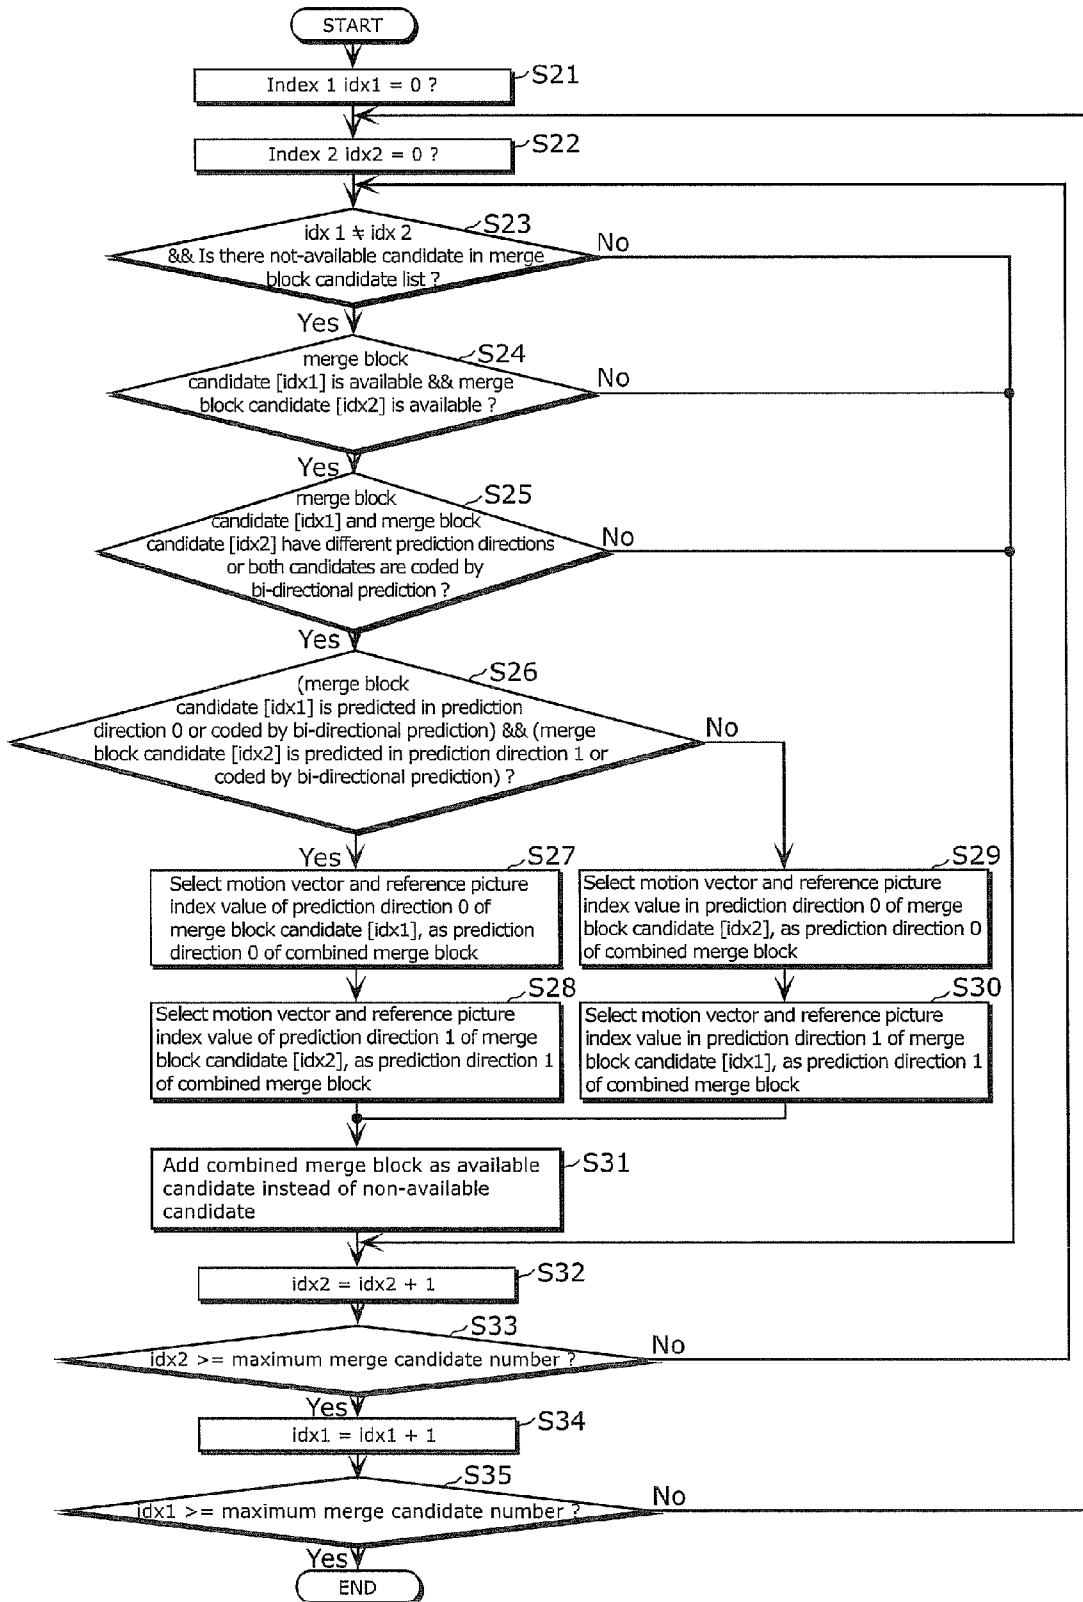 START
Index 1 idx1 = 0 ?
S21
Index 2 idx2 = 0 ?
S22
S23
idx 1 ≠ idx 2
&& Is there not-available candidate in merge
block candidate list ?
No
Yes
S24
merge block
candidate [idx1] is available && merge
block candidate [idx2] is available ?
No
Yes
S25
merge block
candidate [idx1] and merge block
candidate [idx2] have different prediction directions
or both candidates are coded by
bi-directional prediction ?
No
Yes
S26
(merge block
candidate [idx1] is predicted in prediction
direction 0 or coded by bi-directional prediction) && (merge
block candidate [idx2] is predicted in prediction direction 1 or
coded by bi-directional prediction) ?
No
Yes
S27
Select motion vector and reference picture
index value of prediction direction 0 of
merge block candidate [idx1], as prediction
direction 0 of combined merge block
S29
Select motion vector and reference picture
index value in prediction direction 0 of merge
block candidate [idx2], as prediction direction 0
of combined merge block
S28
Select motion vector and reference picture
index value of prediction direction 1 of merge
block candidate [idx2], as prediction direction 1
of combined merge block
S30
Select motion vector and reference picture
index value in prediction direction 1 of merge
block candidate [idx1], as prediction direction 1
of combined merge block
Add combined merge block as available
candidate instead of non-available
candidate
S31
idx2 = idx2 + 1
S32
S33
idx2 >= maximum merge candidate number ?
No
Yes
idx1 = idx1 + 1
S34
S35
idx1 >= maximum merge candidate number ?
No
Yes
END